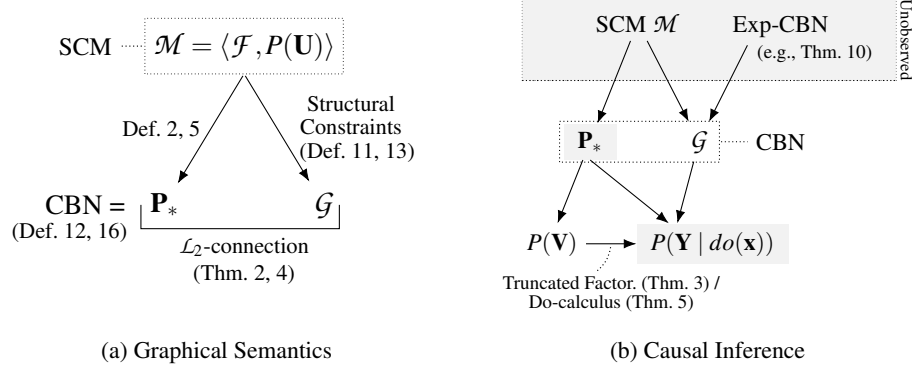 SCM
ℳ = ⟨ℱ, P(𝐔)⟩
Def. 2, 5
Structural
Constraints
(Def. 11, 13)
CBN = 𝐏∗ 𝒢
(Def. 12, 16)
ℒ₂-connection
(Thm. 2, 4)
(a) Graphical Semantics
Unobserved
SCM ℳ
Exp-CBN
(e.g., Thm. 10)
𝐏∗ 𝒢
CBN
P(𝐕)
P(𝐘 | do(𝐱))
Truncated Factor. (Thm. 3) /
Do-calculus (Thm. 5)
(b) Causal Inference